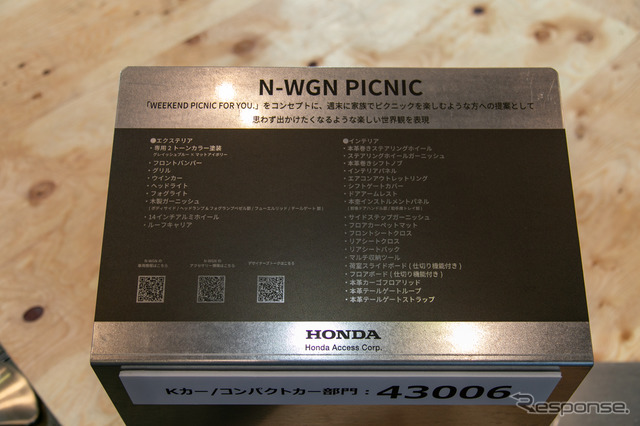 N-WGN PICNIC
「WEEKEND PICNIC FOR YOU.」をコンセプトに、週末に家族でピクニックを楽しむような方への提案として
思わず出かけたくなるような楽しい世界観を表現
●エクステリア
・専用2トーンカラー塗装
・フロントバンパー
・グリル
・ウインカー
・ヘッドライト
・フォグライト
・木製ガーニッシュ
・14インチアルミホイール
・ルーフキャリア
●インテリア
・本革巻きステアリングホイール
・ステアリングホイールガーニッシュ
・本革巻きシフトノブ
・インテリアパネル
・エアコンアウトレットリング
・シフトゲートカバー
・ドアアームレスト
・本杢インストルメントパネル
・サイドステップガーニッシュ
・フロアカーペットマット
・フロントシートクロス
・リアシートクロス
・リアシートバック
・マルチ収納ツール
・荷室スライドボード(仕切り機能付き)
・フロアボード(仕切り機能付き)
・本革カーゴフロアリッド
・本革テールゲートループ
・本革テールゲートストラップ
HONDA
Honda Access Corp.
Kカー/コンパクトカー部門:43006
Response.